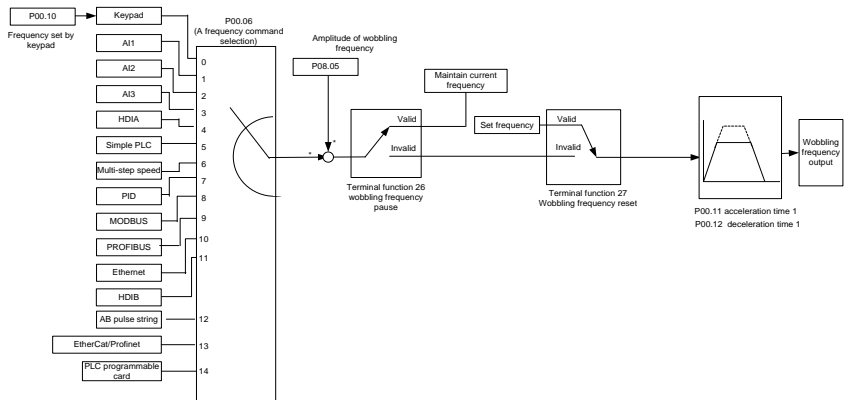 P00.10
Frequency set by
keypad
Keypad
AI1
AI2
AI3
HDIA
Simple PLC
Multi-step speed
PID
MODBUS
PROFIBUS
Ethernet
HDIB
AB pulse string
EtherCat/Profinet
PLC programmable
card
P00.06
(A frequency command
selection)
0
1
2
3
4
5
6
7
8
9
10
11
12
13
14
Amplitude of wobbling
frequency
P08.05
*
*
Maintain current
frequency
Valid
Invalid
Terminal function 26
wobbling frequency
pause
Set frequency
Valid
Invalid
Terminal function 27
Wobbling frequency reset
P00.11 acceleration time 1
P00.12 deceleration time 1
Wobbling
frequency
output